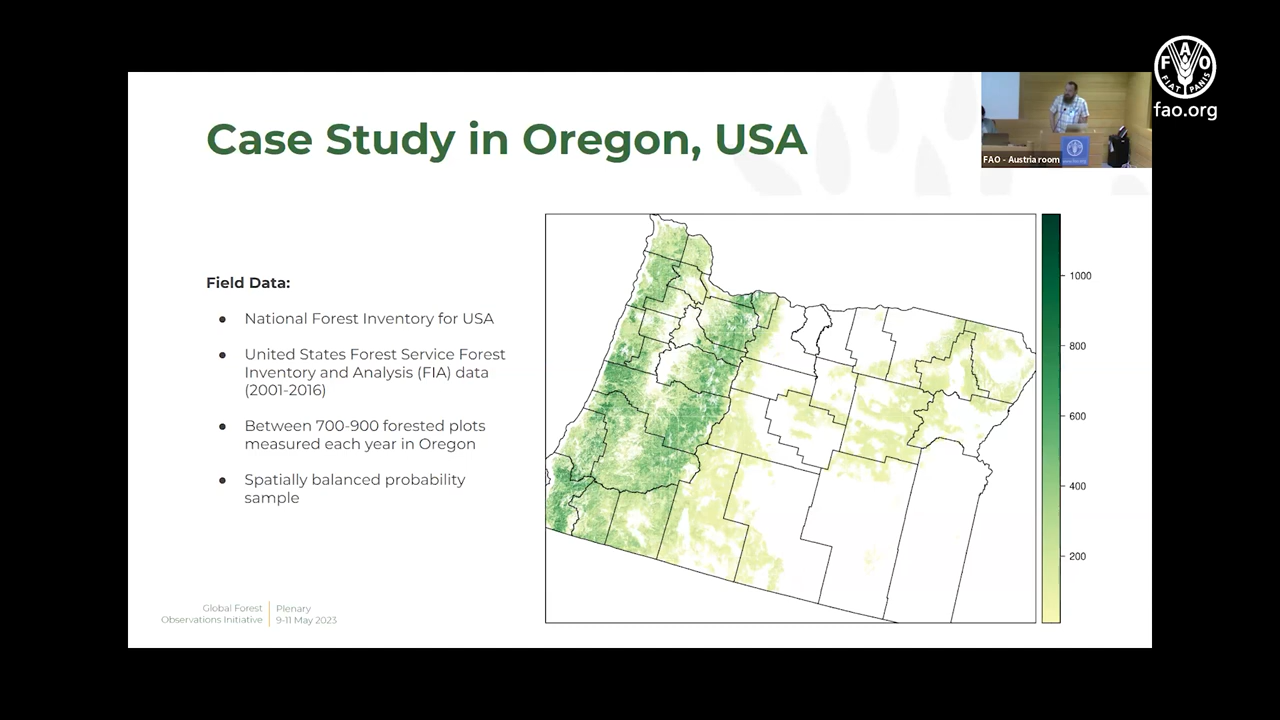 F A O
FIAT PANIS
fao.org
Case Study in Oregon, USA
FAO - Austria room
Field Data:
National Forest Inventory for USA
United States Forest Service Forest
Inventory and Analysis (FIA) data
(2001-2016)
Between 700-900 forested plots
measured each year in Oregon
Spatially balanced probability
sample
1000
800
600
400
200
Global Forest
Observations Initiative
Plenary
9-11 May 2023